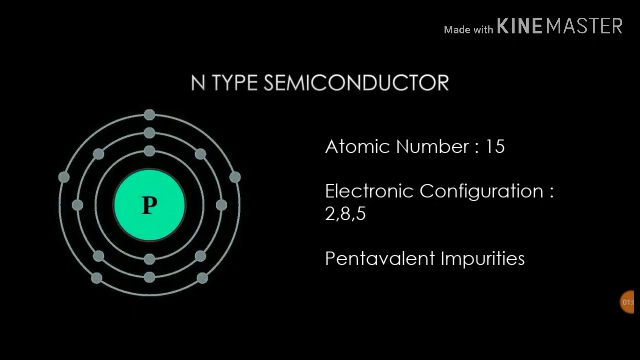 Made with KINEMASTER
N TYPE SEMICONDUCTOR
Atomic Number : 15
Electronic Configuration :
2,8,5
Pentavalent Impurities
P